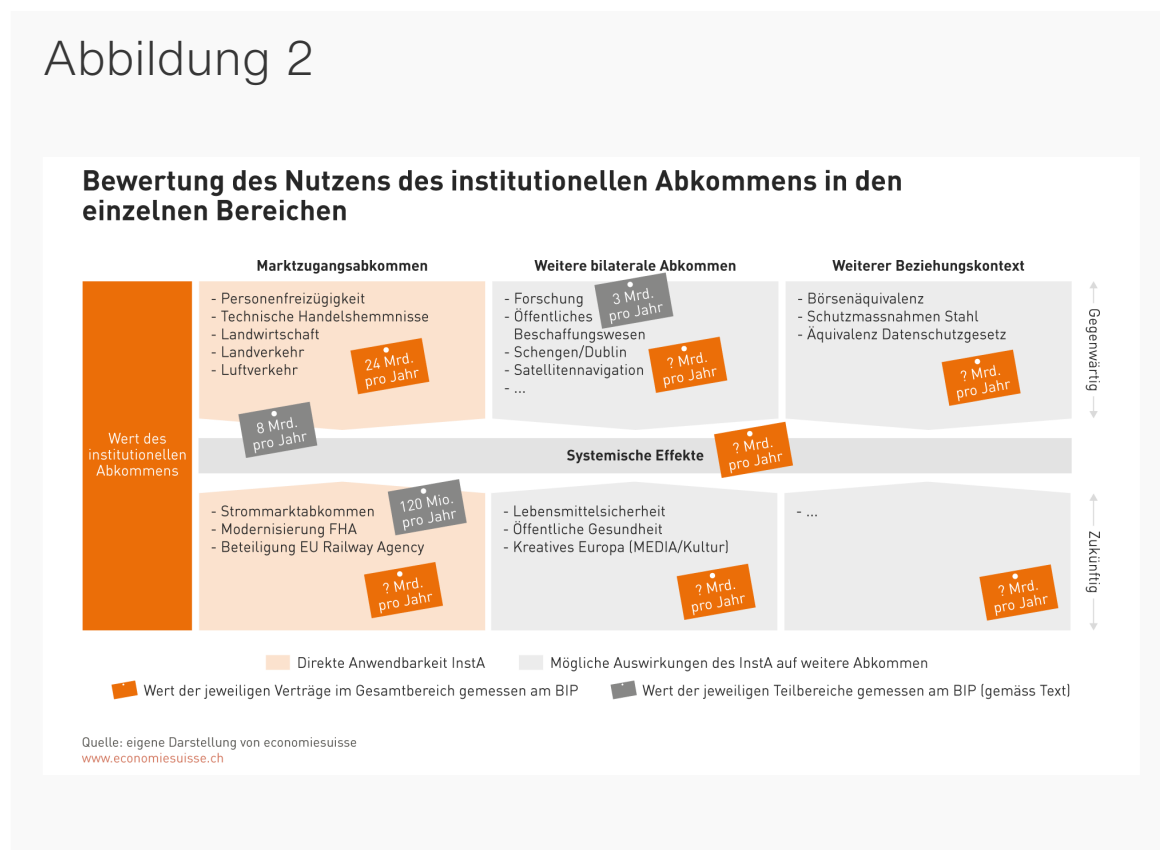 Abbildung 2
Bewertung des Nutzens des institutionellen Abkommens in den
einzelnen Bereichen
Marktzugangsabkommen
Weitere bilaterale Abkommen
Weiterer Beziehungskontext
Wert des
institutionellen
Abkommens
- Personenfreizügigkeit
- Technische Handelshemmnisse
- Landwirtschaft
- Landverkehr
- Luftverkehr
24 Mrd.
pro Jahr
8 Mrd.
pro Jahr
- Forschung
- Öffentliches
Beschaffungswesen
- Schengen/Dublin
- Satellitennavigation
- ...
3 Mrd.
pro Jahr
? Mrd.
pro Jahr
- Börsenäquivalenz
- Schutzmassnahmen Stahl
- Äquivalenz Datenschutzgesetz
? Mrd.
pro Jahr
Gegenwärtig
Systemische Effekte
? Mrd.
pro Jahr
- Strommarktabkommen
- Modernisierung FHA
- Beteiligung EU Railway Agency
120 Mio.
pro Jahr
? Mrd.
pro Jahr
- Lebensmittelsicherheit
- Öffentliche Gesundheit
- Kreatives Europa (MEDIA/Kultur)
? Mrd.
pro Jahr
- ...
? Mrd.
pro Jahr
Zukünftig
Direkte Anwendbarkeit InstA
Mögliche Auswirkungen des InstA auf weitere Abkommen
Wert der jeweiligen Verträge im Gesamtbereich gemessen am BIP
Wert der jeweiligen Teilbereiche gemessen am BIP (gemäss Text)
Quelle: eigene Darstellung von economiesuisse
www.economiesuisse.ch